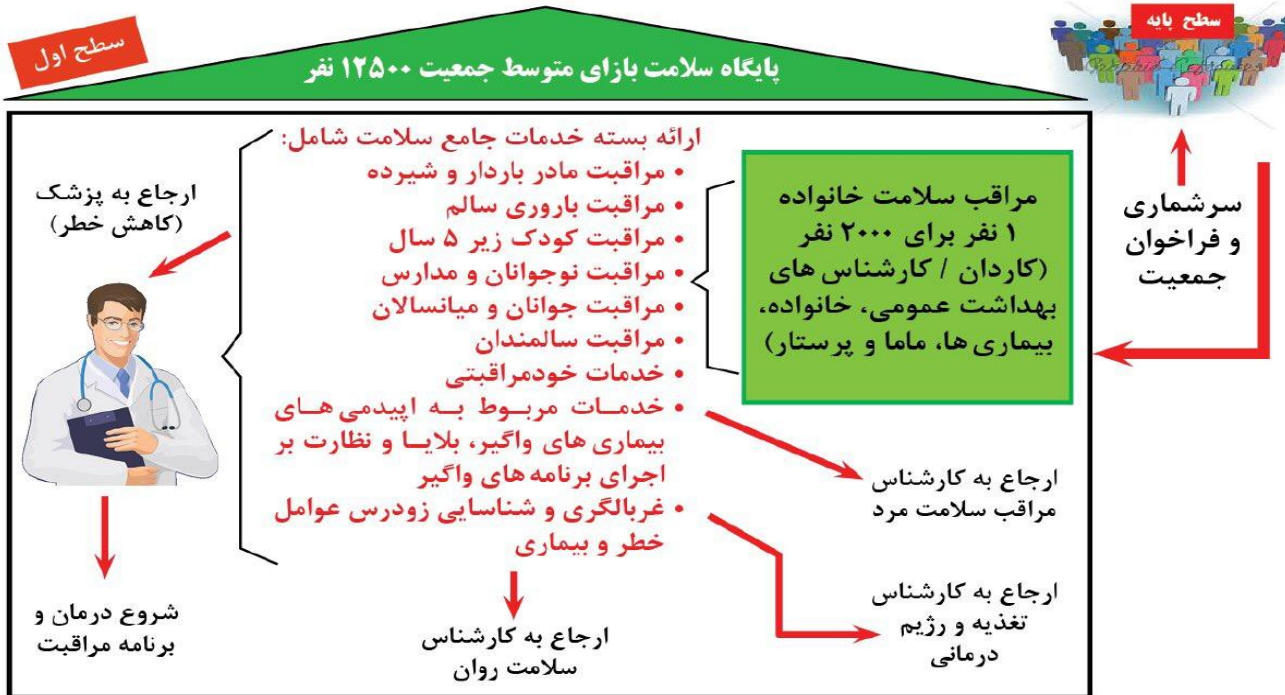 سطح پایه
سطح اول
پایگاه سلامت بازای متوسط جمعیت ۱۲۵۰۰ نفر
سرشماری
و فراخوان
جمعیت
مراقب سلامت خانواده
۱ نفر برای ۲۰۰۰ نفر
(کاردان / کارشناس های
بهداشت عمومی، خانواده،
بیماری ها، ماما و پرستار)
ارائه بسته خدمات جامع سلامت شامل:
• مراقبت مادر باردار و شیرده
• مراقبت باروری سالم
• مراقبت کودک زیر ۵ سال
• مراقبت نوجوانان و مدارس
• مراقبت جوانان و میانسالان
• مراقبت سالمندان
• خدمات خودمراقبتی
• خدمات مربوط به اپیدمی های
بیماری های واگیر، بلایا و نظارت بر
اجرای برنامه های واگیر
• غربالگری و شناسایی زودرس عوامل
خطر و بیماری
ارجاع به پزشک
(کاهش خطر)
شروع درمان و
برنامه مراقبت
ارجاع به کارشناس
سلامت روان
ارجاع به کارشناس
مراقب سلامت مرد
ارجاع به کارشناس
تغذیه و رژیم
درمانی